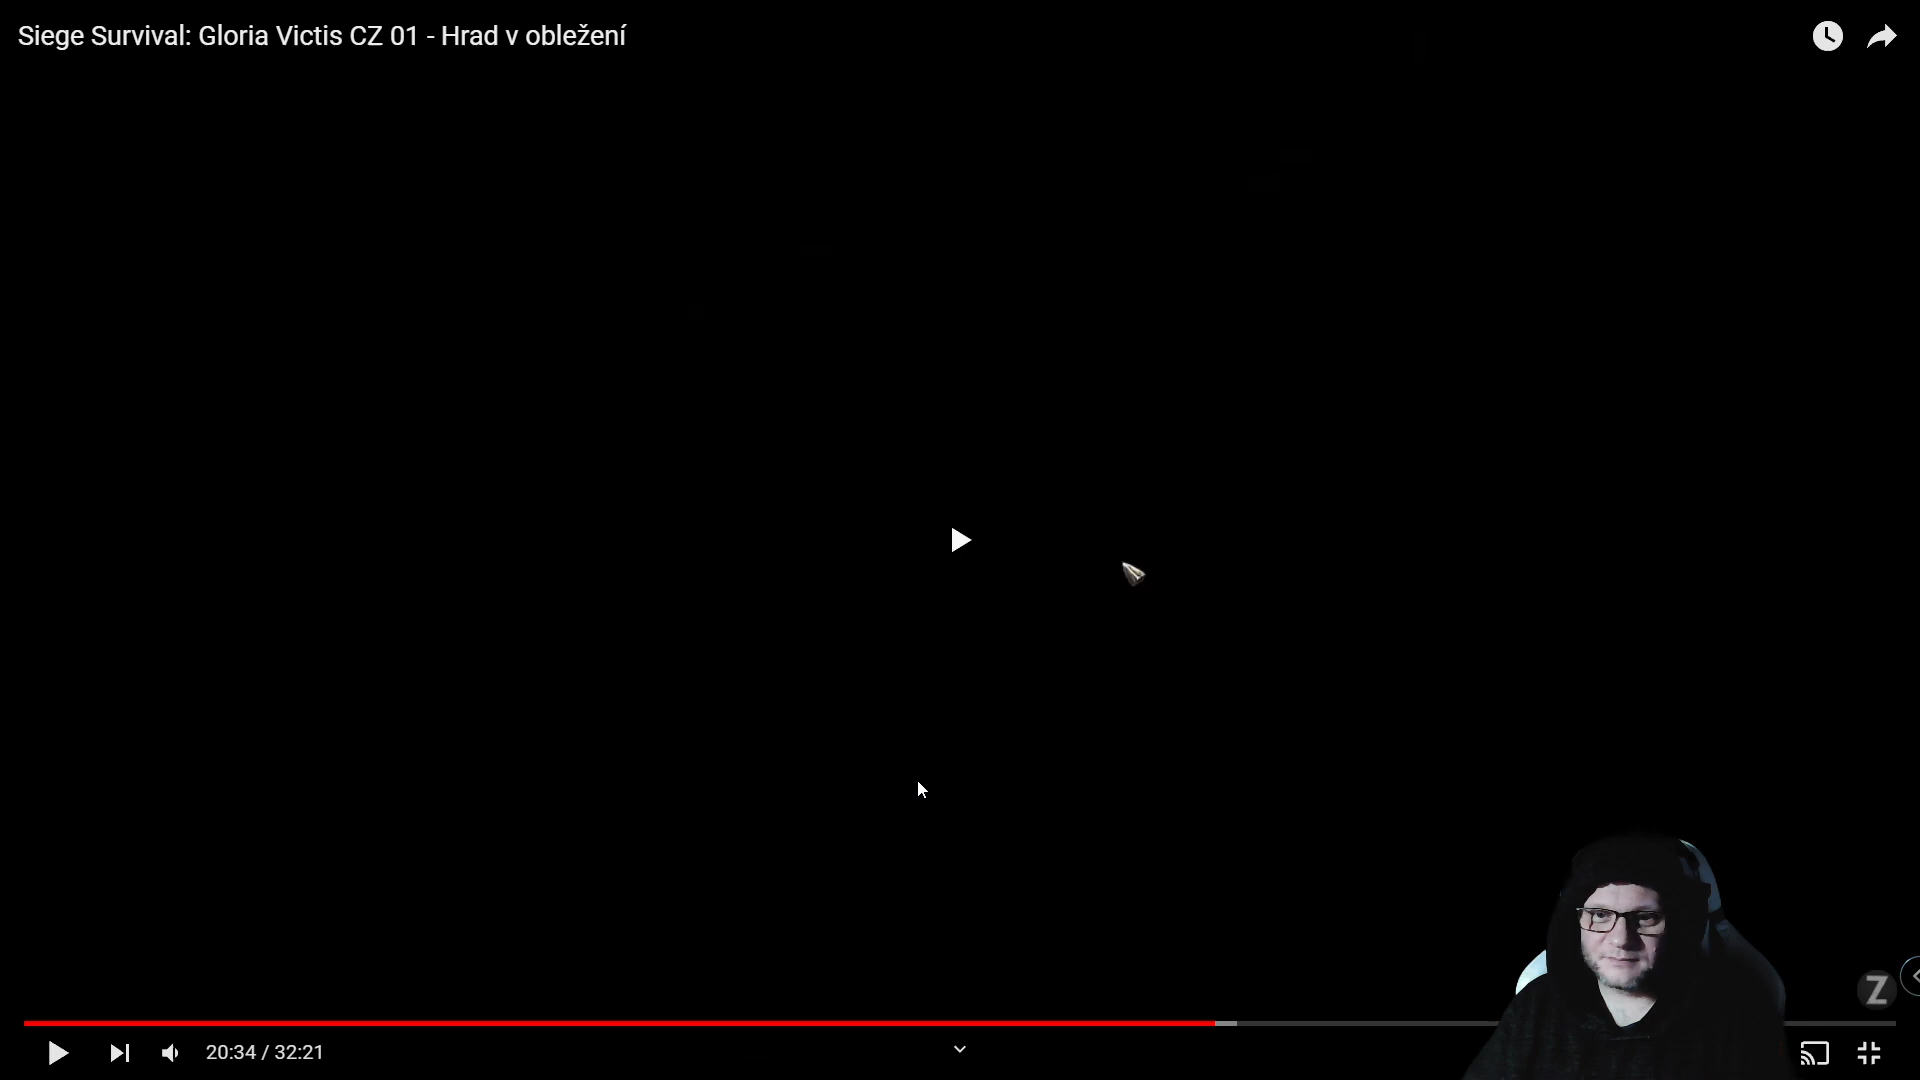 Siege Survival: Gloria Victis CZ 01 - Hrad v obležení
Z
20:34 / 32:21